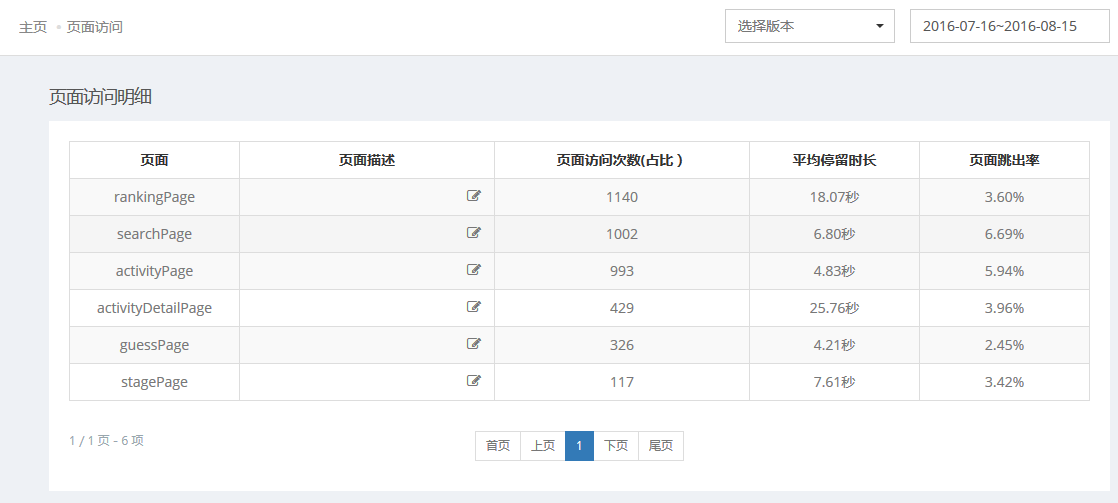 主页 页面访问 选择版本 2016-07-16~2016-08-15
页面访问明细
页面 页面描述 页面访问次数(占比） 平均停留时长 页面跳出率
rankingPage 1140 18.07秒 3.60%
searchPage 1002 6.80秒 6.69%
activityPage 993 4.83秒 5.94%
activityDetailPage 429 25.76秒 3.96%
guessPage 326 4.21秒 2.45%
stagePage 117 7.61秒 3.42%
1 / 1 页 - 6 项 首页 上页 1 下页 尾页